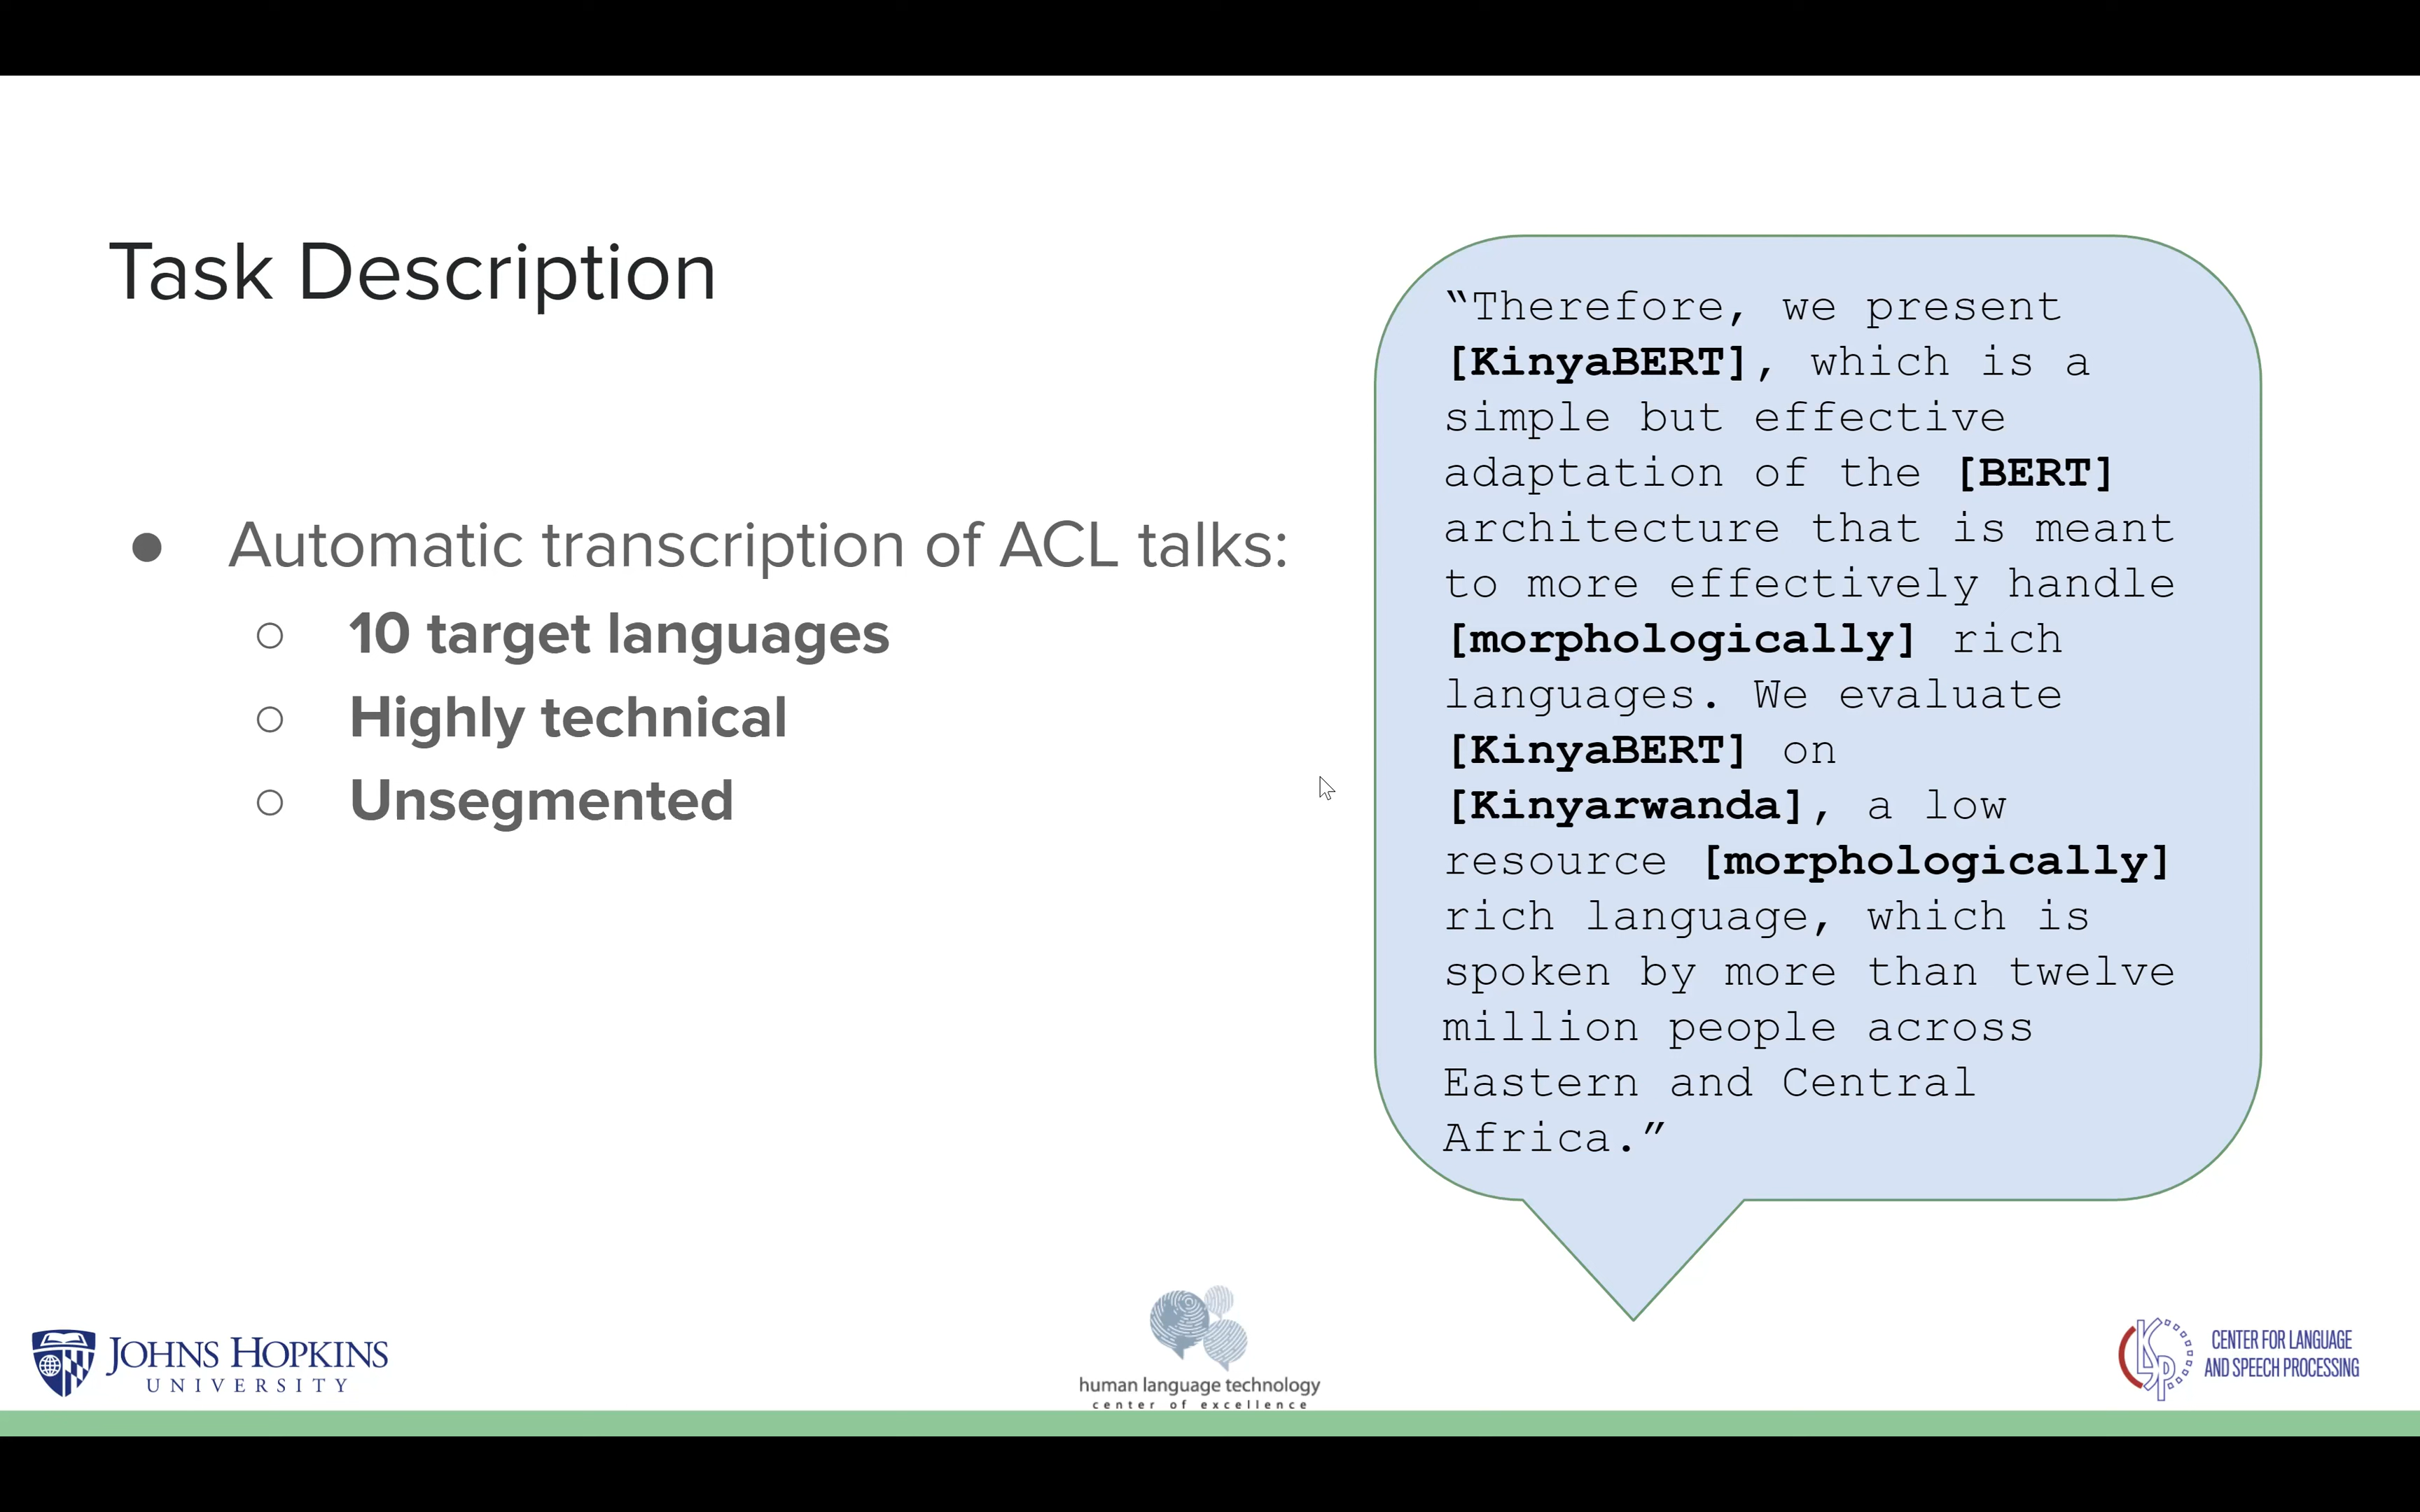 Task Description
● Automatic transcription of ACL talks:
○ 10 target languages
○ Highly technical
○ Unsegmented
“Therefore, we present
[KinyaBERT], which is a
simple but effective
adaptation of the [BERT]
architecture that is meant
to more effectively handle
[morphologically] rich
languages. We evaluate
[KinyaBERT] on
[Kinyarwanda], a low
resource [morphologically]
rich language, which is
spoken by more than twelve
million people across
Eastern and Central
Africa.”
JOHNS HOPKINS
UNIVERSITY
human language technology
center of excellence
CENTER FOR LANGUAGE
AND SPEECH PROCESSING